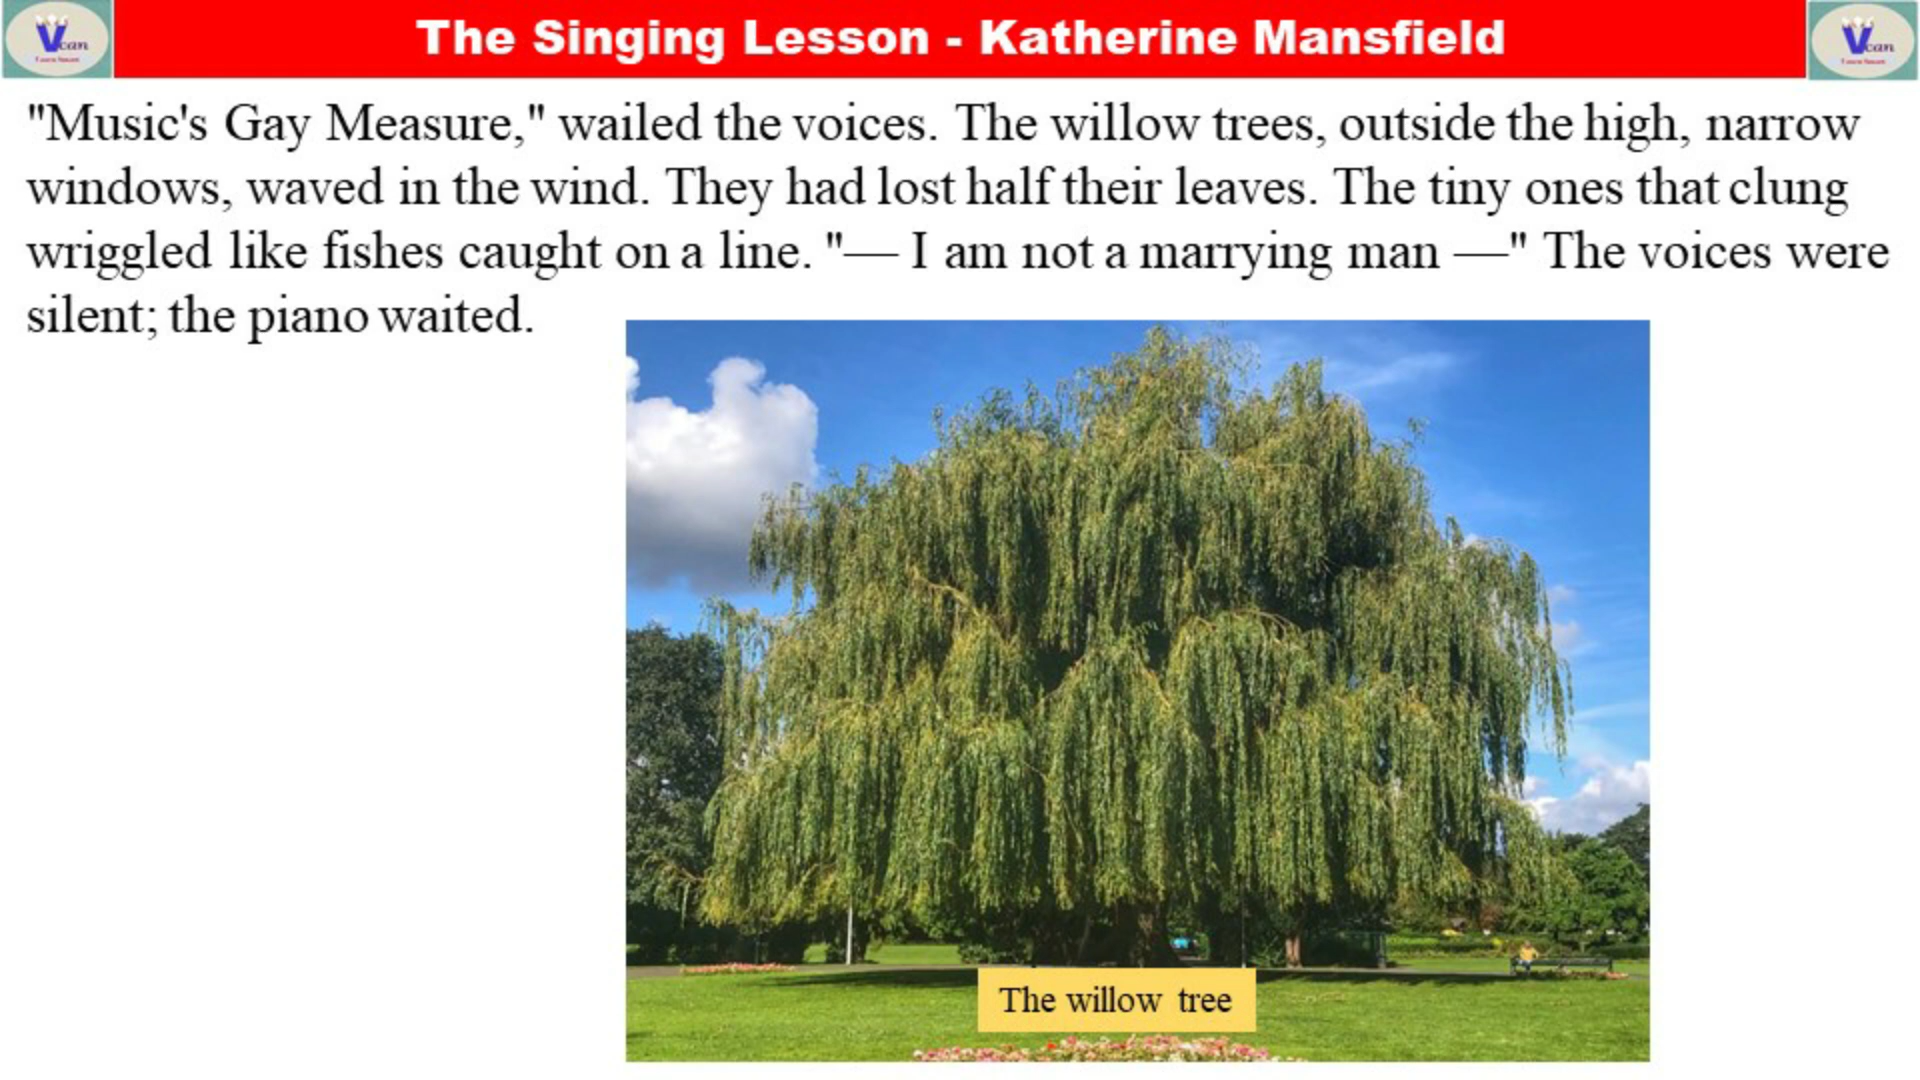 The Singing Lesson - Katherine Mansfield
Vcan
Vcan
"Music's Gay Measure," wailed the voices. The willow trees, outside the high, narrow
windows, waved in the wind. They had lost half their leaves. The tiny ones that clung
wriggled like fishes caught on a line. "— I am not a marrying man —" The voices were
silent; the piano waited.
The willow tree